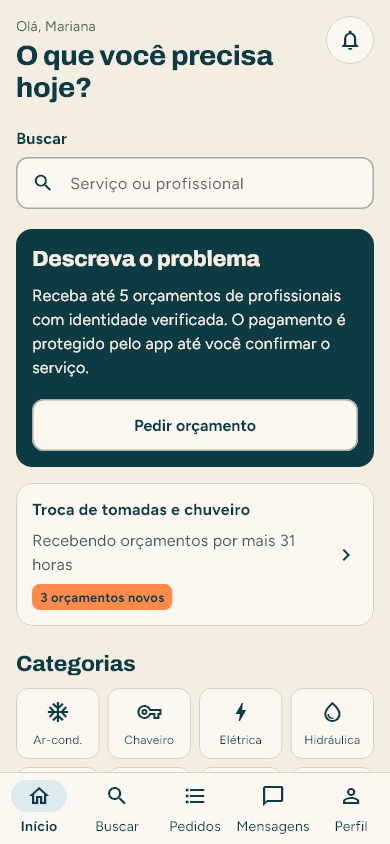 Olá, Mariana
O que você precisa
hoje?
Buscar
Serviço ou profissional
Descreva o problema
Receba até 5 orçamentos de profissionais
com identidade verificada. O pagamento é
protegido pelo app até você confirmar o
serviço.
Pedir orçamento
Troca de tomadas e chuveiro
Recebendo orçamentos por mais 31
horas
3 orçamentos novos
Categorias
Ar-cond.
Chaveiro
Elétrica
Hidráulica
Início
Buscar
Pedidos
Mensagens
Perfil